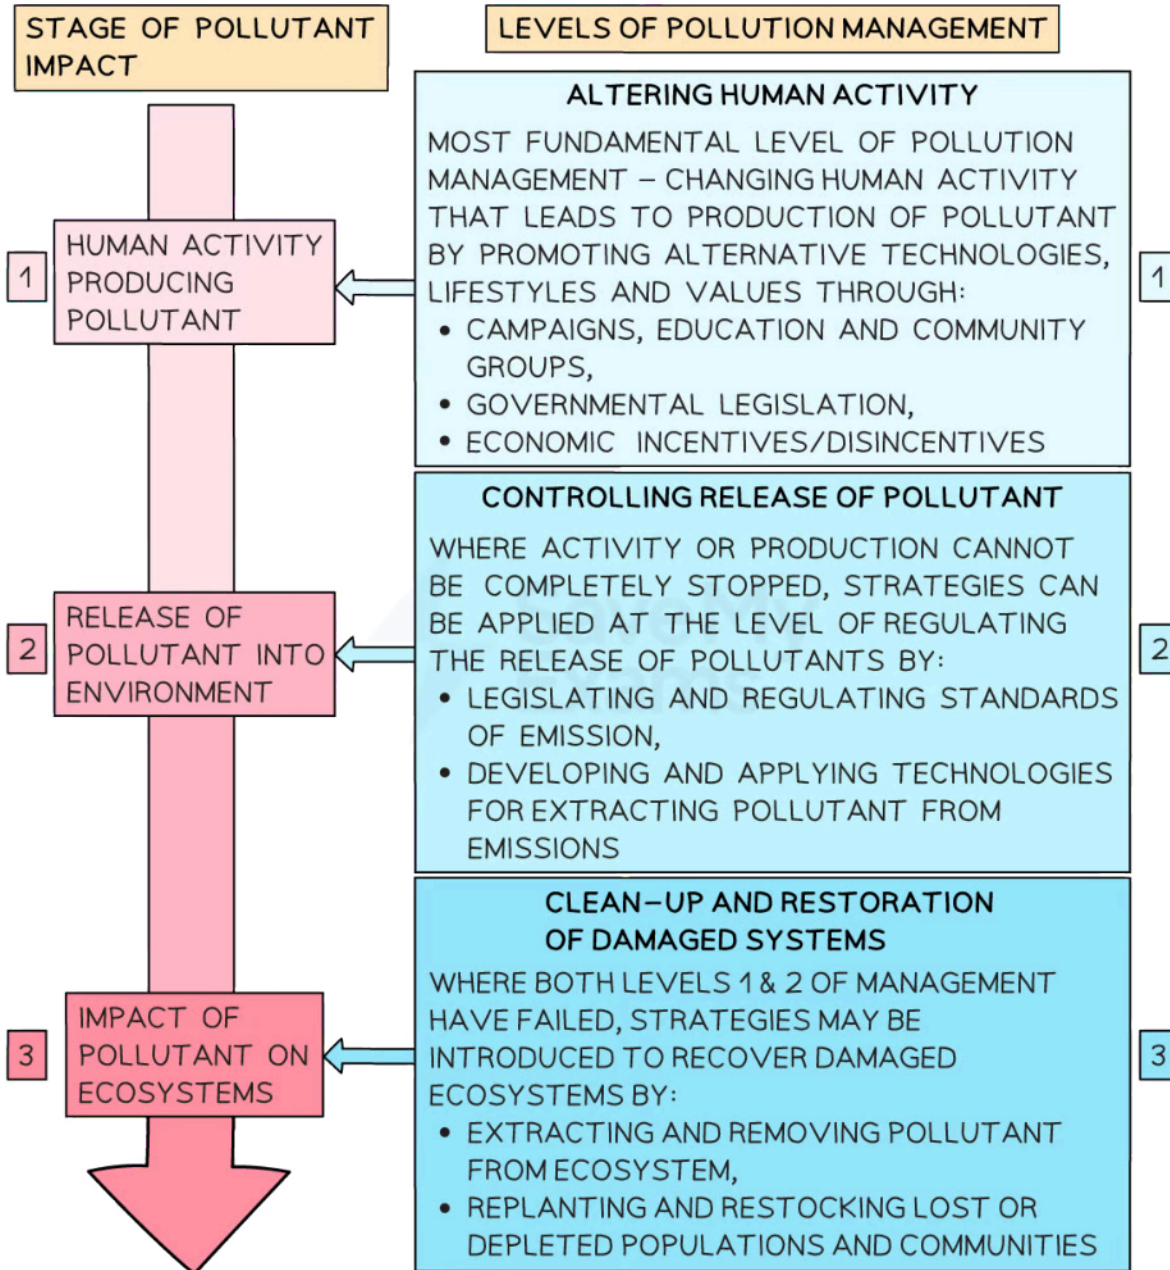 STAGE OF POLLUTANT
IMPACT
LEVELS OF POLLUTION MANAGEMENT
ALTERING HUMAN ACTIVITY
MOST FUNDAMENTAL LEVEL OF POLLUTION
MANAGEMENT – CHANGING HUMAN ACTIVITY
THAT LEADS TO PRODUCTION OF POLLUTANT
BY PROMOTING ALTERNATIVE TECHNOLOGIES,
LIFESTYLES AND VALUES THROUGH:
• CAMPAIGNS, EDUCATION AND COMMUNITY
GROUPS,
• GOVERNMENTAL LEGISLATION,
• ECONOMIC INCENTIVES/DISINCENTIVES
1
HUMAN ACTIVITY
PRODUCING
POLLUTANT
1
CONTROLLING RELEASE OF POLLUTANT
WHERE ACTIVITY OR PRODUCTION CANNOT
BE COMPLETELY STOPPED, STRATEGIES CAN
BE APPLIED AT THE LEVEL OF REGULATING
THE RELEASE OF POLLUTANTS BY:
• LEGISLATING AND REGULATING STANDARDS
OF EMISSION,
• DEVELOPING AND APPLYING TECHNOLOGIES
FOR EXTRACTING POLLUTANT FROM
EMISSIONS
2
RELEASE OF
POLLUTANT INTO
ENVIRONMENT
2
SaveMy
Exams
CLEAN–UP AND RESTORATION
OF DAMAGED SYSTEMS
WHERE BOTH LEVELS 1 & 2 OF MANAGEMENT
HAVE FAILED, STRATEGIES MAY BE
INTRODUCED TO RECOVER DAMAGED
ECOSYSTEMS BY:
• EXTRACTING AND REMOVING POLLUTANT
FROM ECOSYSTEM,
• REPLANTING AND RESTOCKING LOST OR
DEPLETED POPULATIONS AND COMMUNITIES
3
IMPACT OF
POLLUTANT ON
ECOSYSTEMS
3